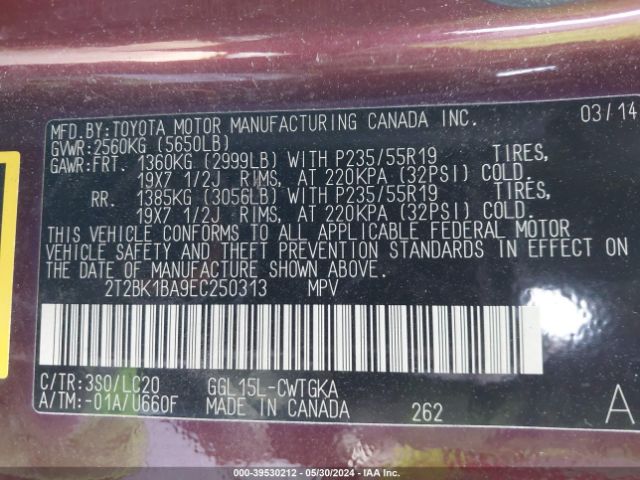 MFD. BY:TOYOTA MOTOR MANUFACTURING CANADA INC. 03/14
GVWR:2560KG (5650LB)
GAWR:FRT. 1360KG (2999LB) WITH P235/55R19 TIRES,
19X7 1/2J RIMS, AT 220KPA (32PSI) COLD.
RR. 1385KG (3056LB) WITH P235/55R19 TIRES,
19X7 1/2J RIMS, AT 220KPA (32PSI) COLD.
THIS VEHICLE CONFORMS TO ALL APPLICABLE FEDERAL MOTOR
VEHICLE SAFETY AND THEFT PREVENTION STANDARDS IN EFFECT ON
THE DATE OF MANUFACTURE SHOWN ABOVE.
2T2BK1BA9EC250313 MPV
C/TR:3S0/LC20 GGL15L-CWTGKA
A/TM:-01A/U660F MADE IN CANADA 262 A
000-39530212 - 05/30/2024 - IAA Inc.